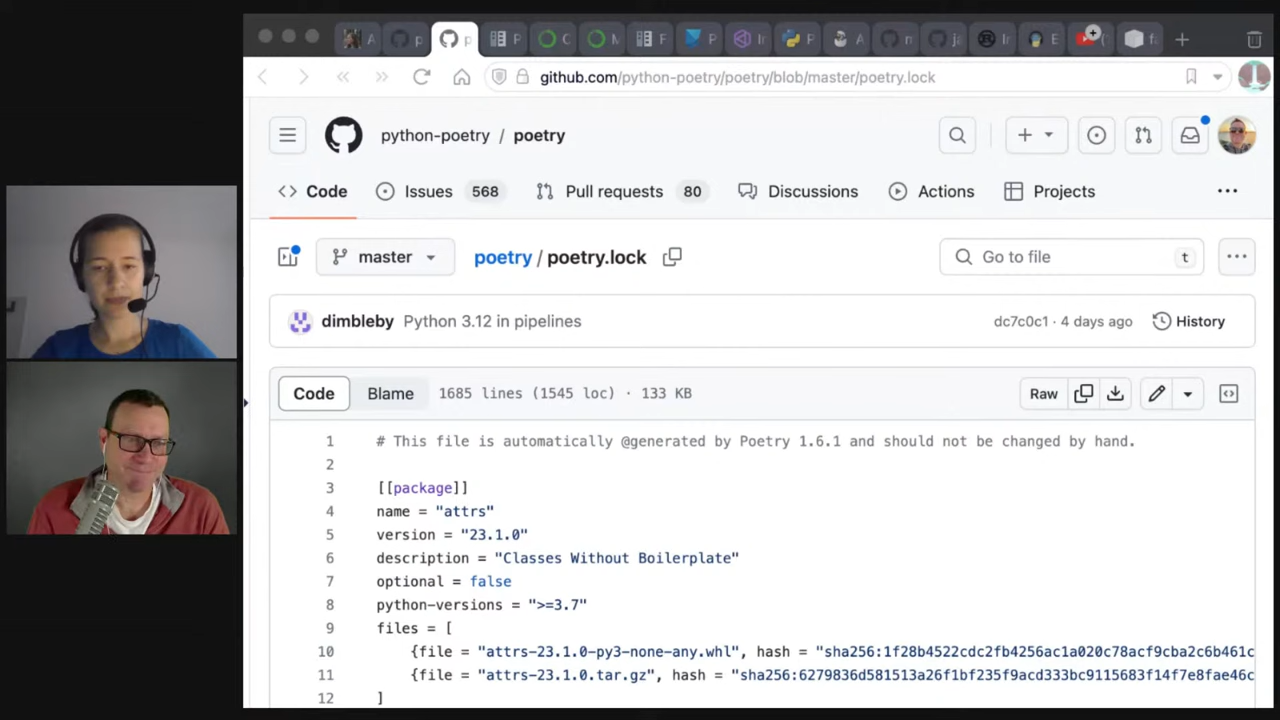 github.com/python-poetry/poetry/blob/master/poetry.lock
python-poetry / poetry
Code Issues 568 Pull requests 80 Discussions Actions Projects
master poetry / poetry.lock Go to file t
dimbleby Python 3.12 in pipelines dc7c0c1 · 4 days ago History
Code Blame 1685 lines (1545 loc) · 133 KB Raw
1 # This file is automatically @generated by Poetry 1.6.1 and should not be changed by hand.
2
3 [[package]]
4 name = "attrs"
5 version = "23.1.0"
6 description = "Classes Without Boilerplate"
7 optional = false
8 python-versions = ">=3.7"
9 files = [
10 {file = "attrs-23.1.0-py3-none-any.whl", hash = "sha256:1f28b4522cdc2fb4256ac1a020c78acf9cba2c6b461c
11 {file = "attrs-23.1.0.tar.gz", hash = "sha256:6279836d581513a26f1bf235f9acd333bc9115683f14f7e8fae46c
12 ]